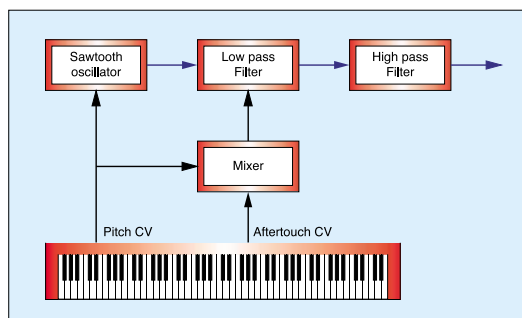 Sawtooth
oscillator
Low pass
Filter
High pass
Filter
Mixer
Pitch CV
Aftertouch CV